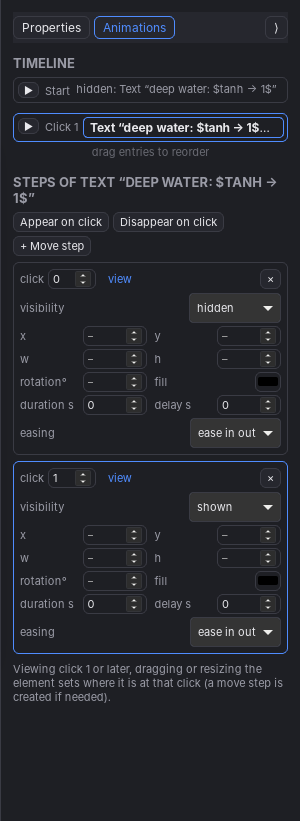 Properties Animations ⟩
TIMELINE
▶ Start hidden: Text “deep water: $tanh → 1$”
▶ Click 1 Text “deep water: $tanh → 1$...
drag entries to reorder
STEPS OF TEXT “DEEP WATER: $TANH →
1$”
Appear on click Disappear on click
+ Move step
click 0 view ×
visibility hidden
x – y –
w – h –
rotation° – fill
duration s 0 delay s 0
easing ease in out
click 1 view ×
visibility shown
x – y –
w – h –
rotation° – fill
duration s 0 delay s 0
easing ease in out
Viewing click 1 or later, dragging or resizing the
element sets where it is at that click (a move step is
created if needed).